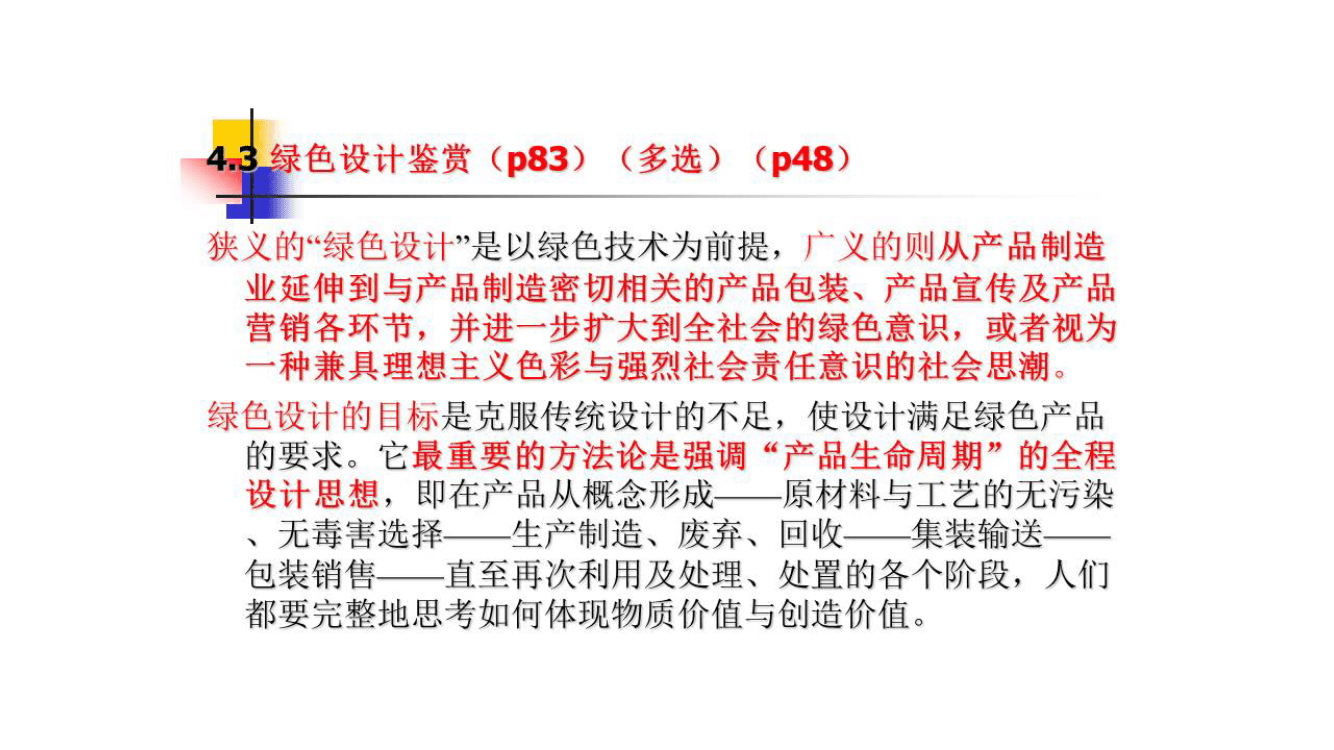 4.3 绿色设计鉴赏（p83）（多选）（p48）
狭义的“绿色设计”是以绿色技术为前提，广义的则从产品制造
业延伸到与产品制造密切相关的产品包装、产品宣传及产品
营销各环节，并进一步扩大到全社会的绿色意识，或者视为
一种兼具理想主义色彩与强烈社会责任意识的社会思潮。
绿色设计的目标是克服传统设计的不足，使设计满足绿色产品
的要求。它最重要的方法论是强调“产品生命周期”的全程
设计思想，即在产品从概念形成——原材料与工艺的无污染
、无毒害选择——生产制造、废弃、回收——集装输送——
包装销售——直至再次利用及处理、处置的各个阶段，人们
都要完整地思考如何体现物质价值与创造价值。